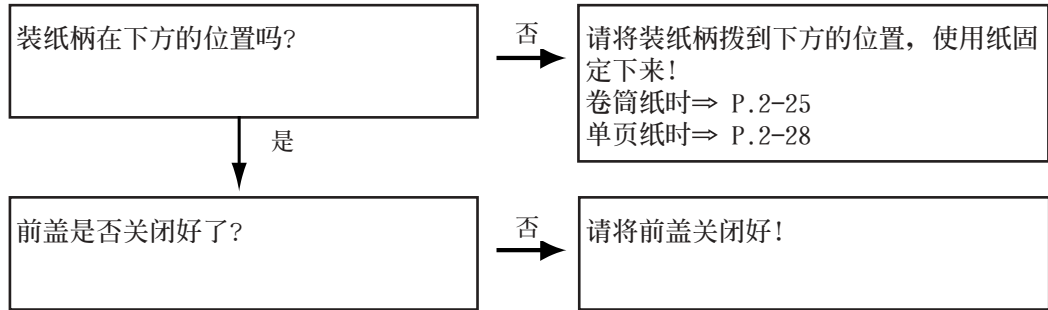 装纸柄在下方的位置吗?
否
请将装纸柄拨到下方的位置，使用纸固
定下来!
卷筒纸时⇒ P.2-25
单页纸时⇒ P.2-28
是
前盖是否关闭好了?
否
请将前盖关闭好!